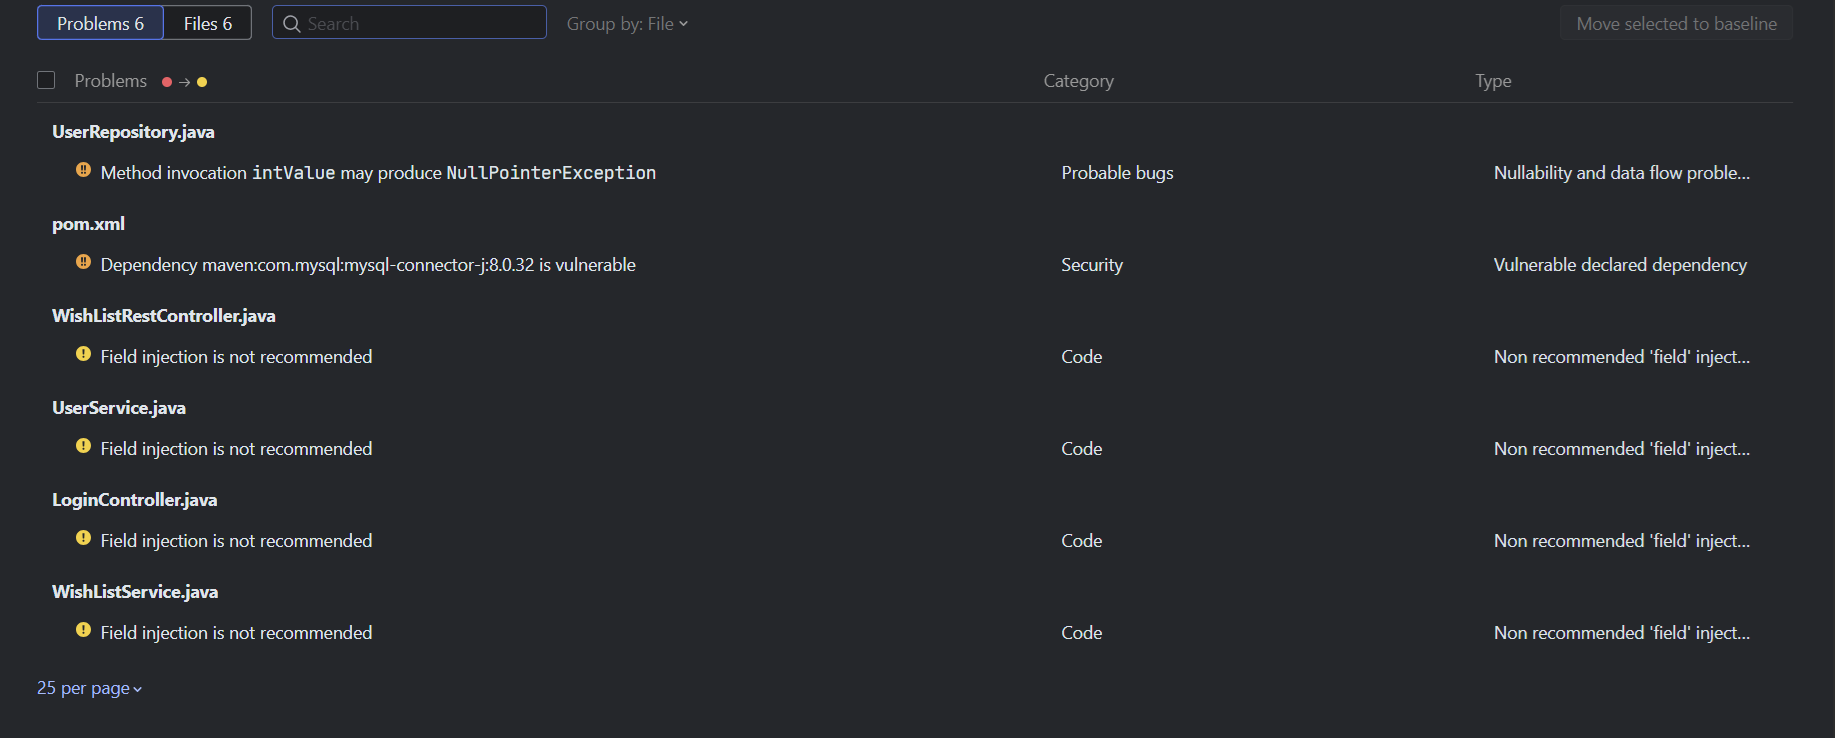 Problems 6 Files 6 Search Group by: File Move selected to baseline
Problems → Category Type
UserRepository.java
Method invocation intValue may produce NullPointerException Probable bugs Nullability and data flow proble...
pom.xml
Dependency maven:com.mysql:mysql-connector-j:8.0.32 is vulnerable Security Vulnerable declared dependency
WishListRestController.java
Field injection is not recommended Code Non recommended 'field' inject...
UserService.java
Field injection is not recommended Code Non recommended 'field' inject...
LoginController.java
Field injection is not recommended Code Non recommended 'field' inject...
WishListService.java
Field injection is not recommended Code Non recommended 'field' inject...
25 per page